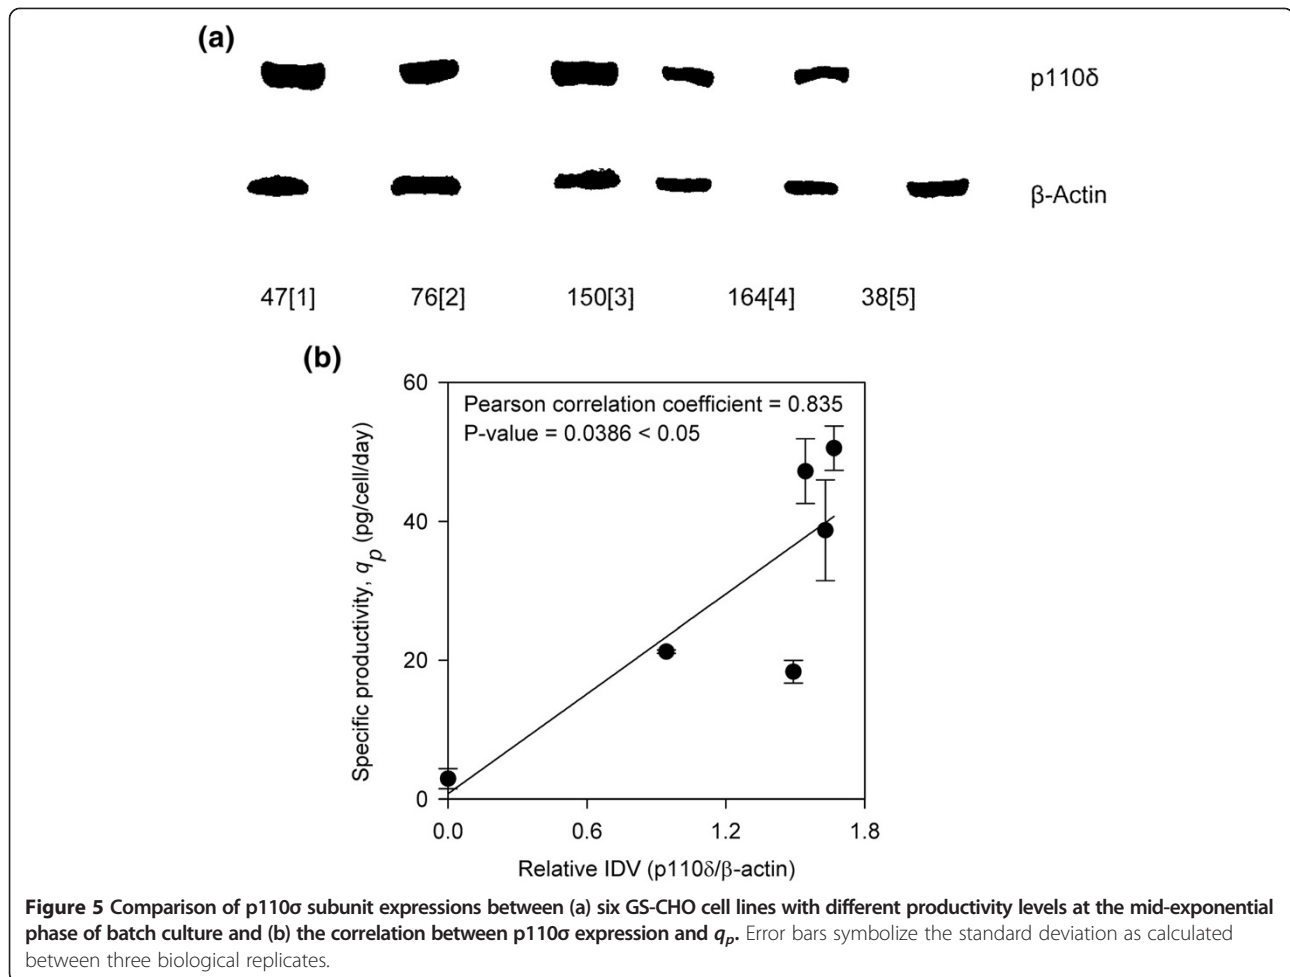 (a)
p110δ
β-Actin
47[1] 76[2] 150[3] 164[4] 38[5]
(b)
60
Pearson correlation coefficient = 0.835
P-value = 0.0386 < 0.05
40
20
0
Specific productivity, qp (pg/cell/day)
0.0 0.6 1.2 1.8
Relative IDV (p110δ/β-actin)
Figure 5 Comparison of p110σ subunit expressions between (a) six GS-CHO cell lines with different productivity levels at the mid-exponential
phase of batch culture and (b) the correlation between p110σ expression and qp. Error bars symbolize the standard deviation as calculated
between three biological replicates.